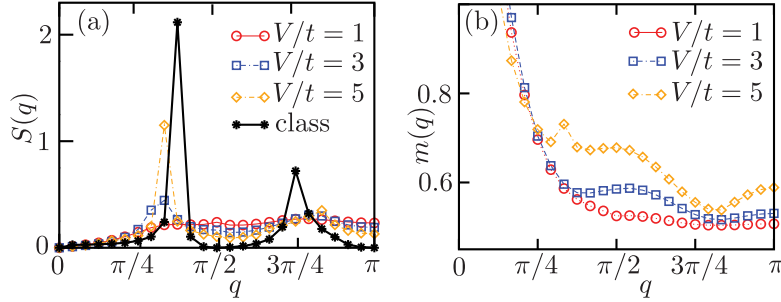 (a)
V/t = 1
V/t = 3
V/t = 5
class
S(q)
2
1
0
0 π/4 π/2 3π/4 π
q
(b)
V/t = 1
V/t = 3
V/t = 5
m(q)
0.8
0.6
0 π/4 π/2 3π/4 π
q